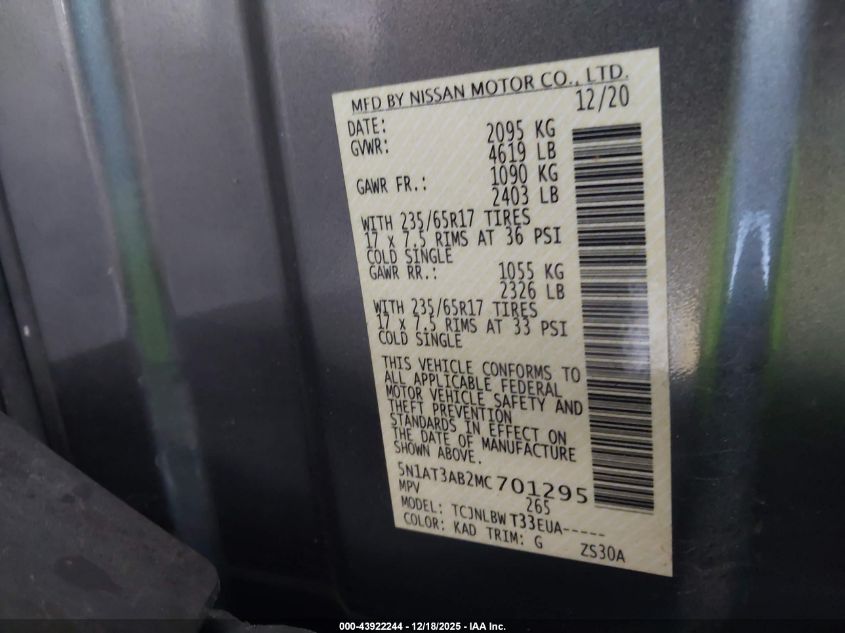 MFD BY NISSAN MOTOR CO., LTD.
DATE: 12/20
GVWR: 2095 KG
4619 LB
GAWR FR.: 1090 KG
2403 LB
WITH 235/65R17 TIRES
17 x 7.5 RIMS AT 36 PSI
COLD SINGLE
GAWR RR.: 1055 KG
2326 LB
WITH 235/65R17 TIRES
17 x 7.5 RIMS AT 33 PSI
COLD SINGLE
THIS VEHICLE CONFORMS TO
ALL APPLICABLE FEDERAL
MOTOR VEHICLE SAFETY AND
THEFT PREVENTION
STANDARDS IN EFFECT ON
THE DATE OF MANUFACTURE
SHOWN ABOVE.
5N1AT3AB2MC701295
MPV 265
MODEL: TCJNLBW T33EUA-----
COLOR: KAD TRIM: G ZS30A
000-43922244 - 12/18/2025 - IAA Inc.